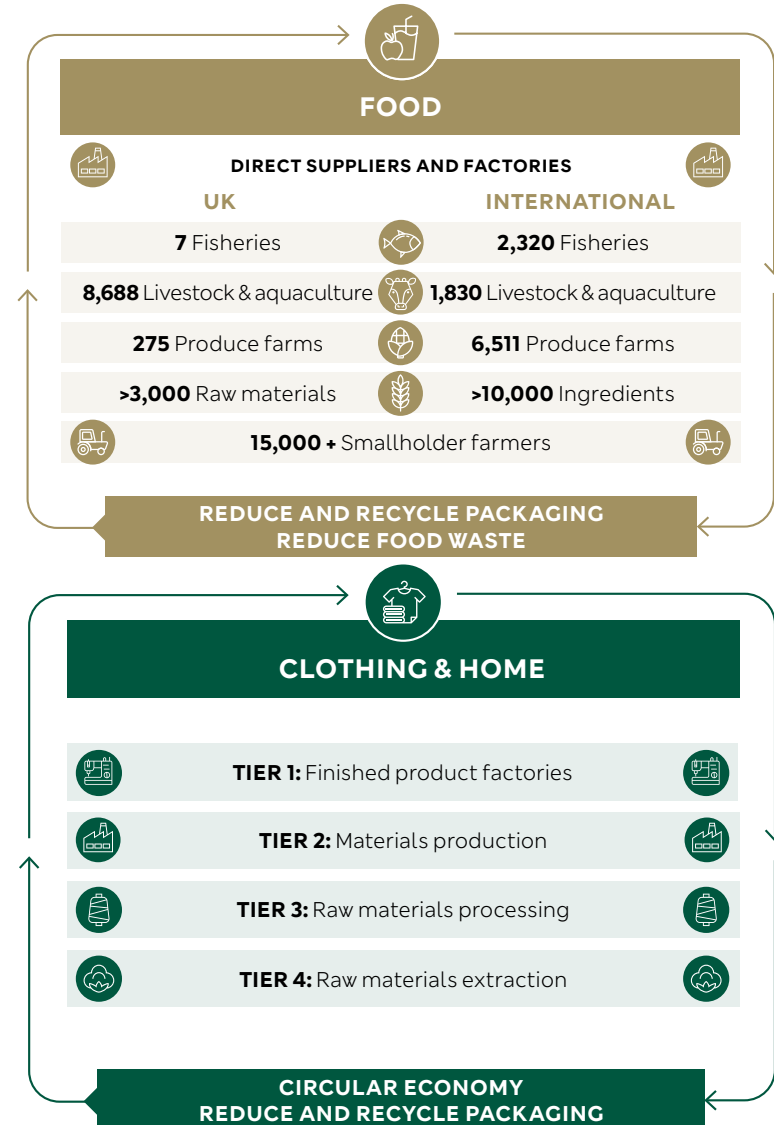 FOOD
DIRECT SUPPLIERS AND FACTORIES
UK INTERNATIONAL
7 Fisheries 2,320 Fisheries
8,688 Livestock & aquaculture 1,830 Livestock & aquaculture
275 Produce farms 6,511 Produce farms
>3,000 Raw materials >10,000 Ingredients
15,000 + Smallholder farmers
REDUCE AND RECYCLE PACKAGING
REDUCE FOOD WASTE
CLOTHING & HOME
TIER 1: Finished product factories
TIER 2: Materials production
TIER 3: Raw materials processing
TIER 4: Raw materials extraction
CIRCULAR ECONOMY
REDUCE AND RECYCLE PACKAGING